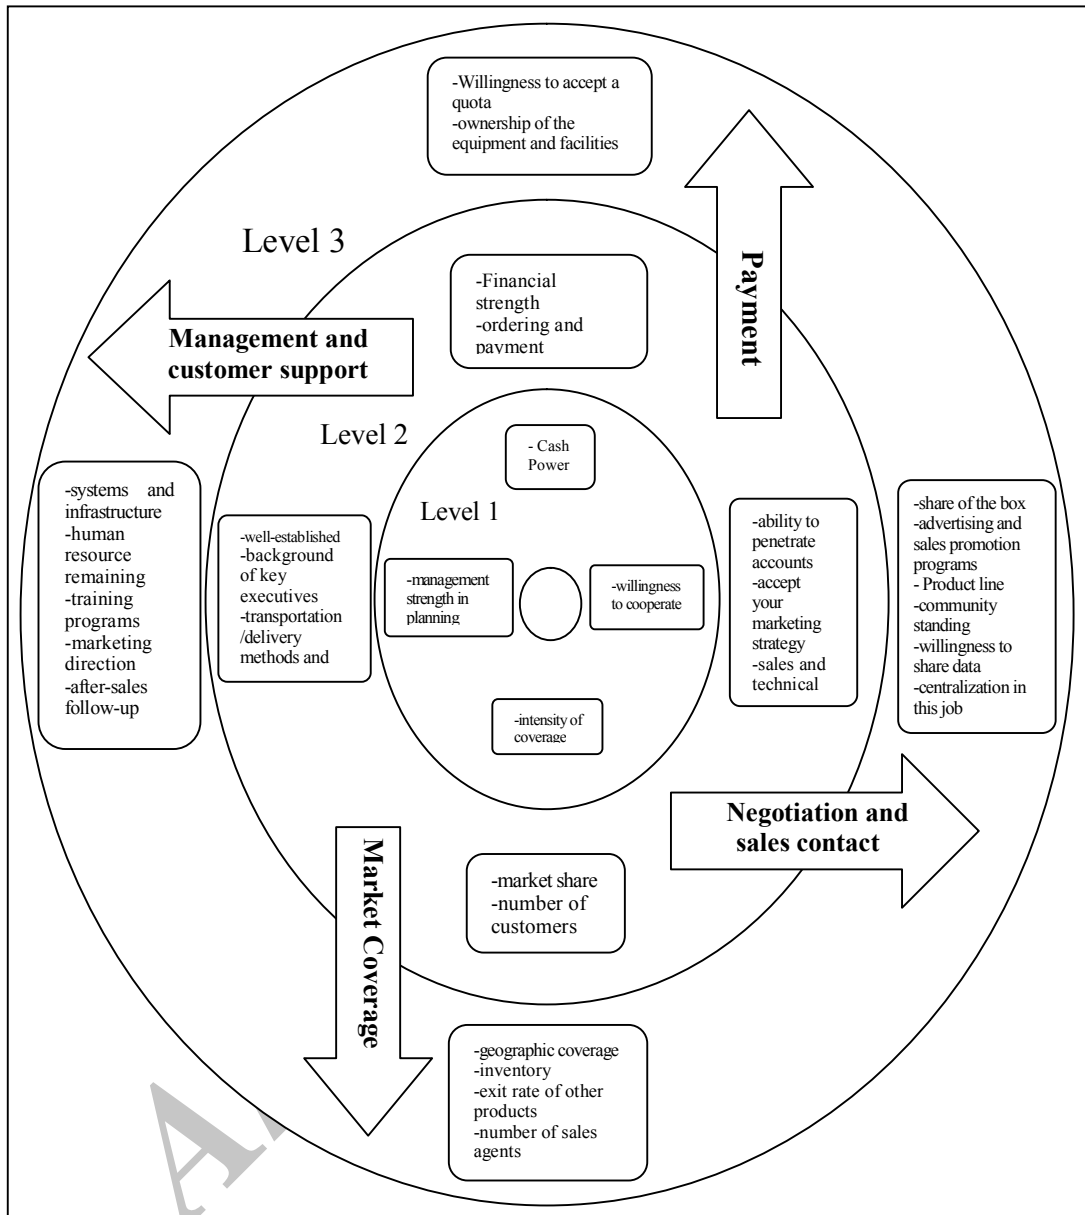 -Willingness to accept a
quota
-ownership of the
equipment and facilities
Payment
Level 3
-Financial
strength
-ordering and
payment
Management and
customer support
Level 2
- Cash
Power
Level 1
-systems and
infrastructure
-human
resource
remaining
-training
programs
-marketing
direction
-after-sales
follow-up
-well-established
-background
of key
executives
-transportation
/delivery
methods and
-management
strength in
planning
-willingness
to cooperate
-ability to
penetrate
accounts
-accept
your
marketing
strategy
-sales and
technical
-share of the box
-advertising and
sales promotion
programs
- Product line
-community
standing
-willingness to
share data
-centralization in
this job
-intensity of
coverage
Negotiation and
sales contact
Market Coverage
-market share
-number of
customers
-geographic coverage
-inventory
-exit rate of other
products
-number of sales
agents